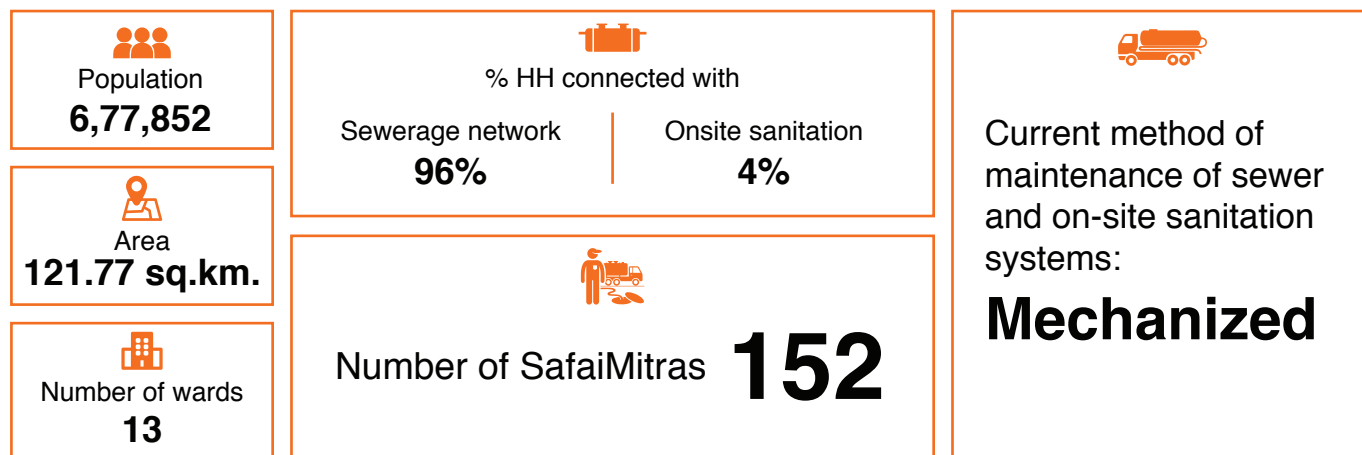 Population
6,77,852
Area
121.77 sq.km.
Number of wards
13
% HH connected with
Sewerage network
96%
Onsite sanitation
4%
Number of SafaiMitras 152
Current method of
maintenance of sewer
and on-site sanitation
systems:
Mechanized